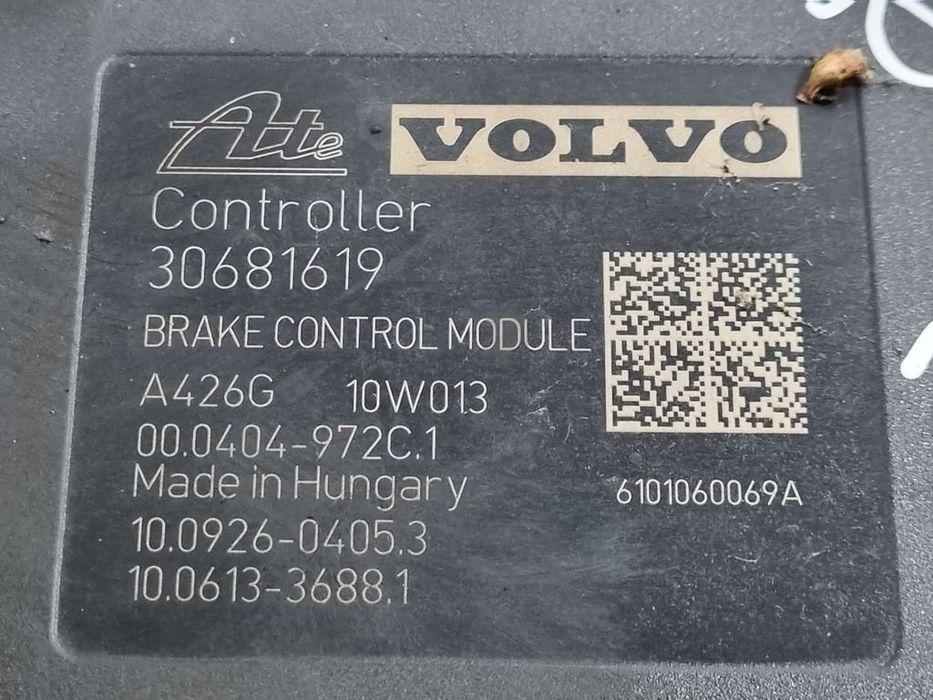 Ate VOLVO
Controller
30681619
BRAKE CONTROL MODULE
A426G 10W013
00.0404-972C.1
Made in Hungary
6101060069A
10.0926-0405.3
10.0613-3688.1